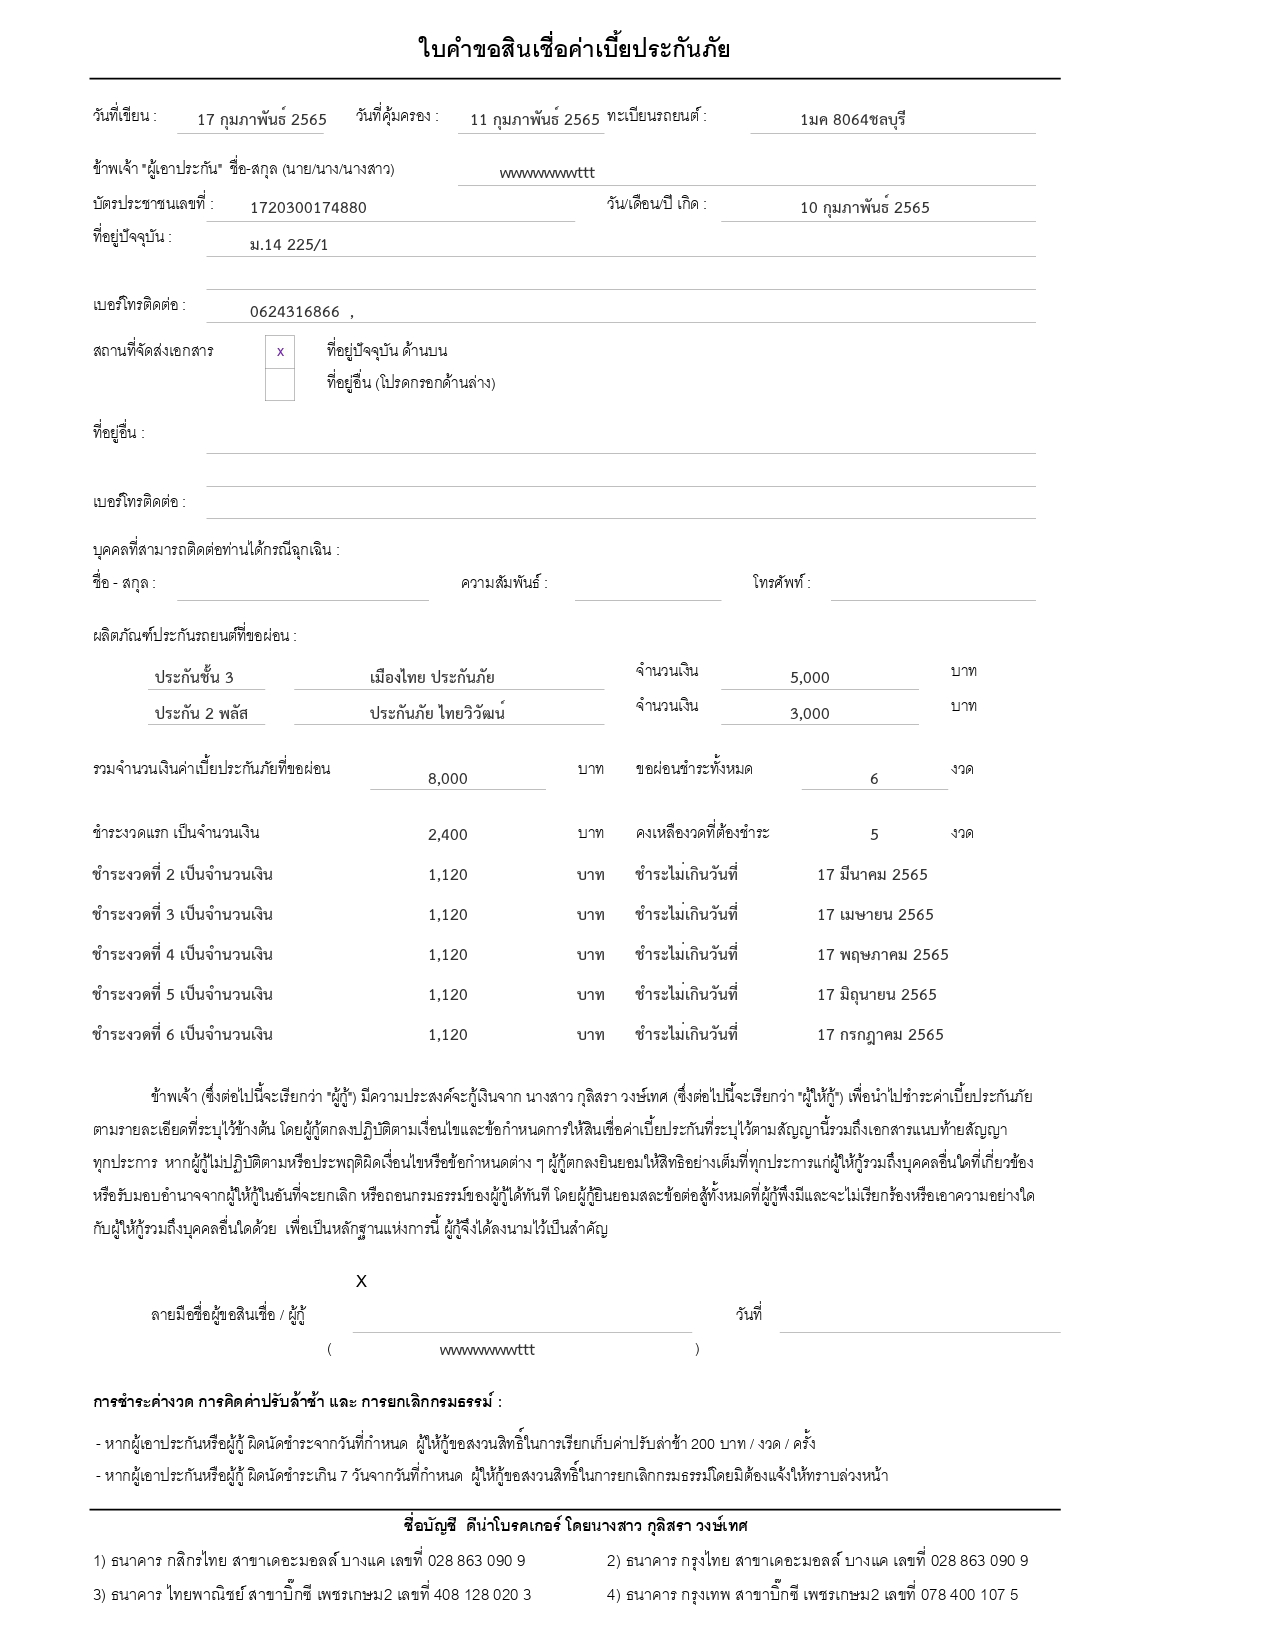 ใบคำขอสินเชื่อค่าเบี้ยประกันภัย
วันที่เขียน : 17 กุมภาพันธ์ 2565 วันที่คุ้มครอง : 11 กุมภาพันธ์ 2565 ทะเบียนรถยนต์ : 1มค 8064ชลบุรี
ข้าพเจ้า "ผู้เอาประกัน" ชื่อ-สกุล (นาย/นาง/นางสาว) wwwwwwwttt
บัตรประชาชนเลขที่ : 1720300174880 วัน/เดือน/ปี เกิด : 10 กุมภาพันธ์ 2565
ที่อยู่ปัจจุบัน : ม.14 225/1
เบอร์โทรติดต่อ : 0624316866 ,
สถานที่จัดส่งเอกสาร x ที่อยู่ปัจจุบัน ด้านบน
ที่อยู่อื่น (โปรดกรอกด้านล่าง)
ที่อยู่อื่น :
เบอร์โทรติดต่อ :
บุคคลที่สามารถติดต่อท่านได้กรณีฉุกเฉิน :
ชื่อ - สกุล : ความสัมพันธ์ : โทรศัพท์ :
ผลิตภัณฑ์ประกันรถยนต์ที่ขอผ่อน :
ประกันชั้น 3 เมืองไทย ประกันภัย จำนวนเงิน 5,000 บาท
ประกัน 2 พลัส ประกันภัย ไทยวิวัฒน์ จำนวนเงิน 3,000 บาท
รวมจำนวนเงินค่าเบี้ยประกันภัยที่ขอผ่อน 8,000 บาท ขอผ่อนชำระทั้งหมด 6 งวด
ชำระงวดแรก เป็นจำนวนเงิน 2,400 บาท คงเหลืองวดที่ต้องชำระ 5 งวด
ชำระงวดที่ 2 เป็นจำนวนเงิน 1,120 บาท ชำระไม่เกินวันที่ 17 มีนาคม 2565
ชำระงวดที่ 3 เป็นจำนวนเงิน 1,120 บาท ชำระไม่เกินวันที่ 17 เมษายน 2565
ชำระงวดที่ 4 เป็นจำนวนเงิน 1,120 บาท ชำระไม่เกินวันที่ 17 พฤษภาคม 2565
ชำระงวดที่ 5 เป็นจำนวนเงิน 1,120 บาท ชำระไม่เกินวันที่ 17 มิถุนายน 2565
ชำระงวดที่ 6 เป็นจำนวนเงิน 1,120 บาท ชำระไม่เกินวันที่ 17 กรกฎาคม 2565
ข้าพเจ้า (ซึ่งต่อไปนี้จะเรียกว่า "ผู้กู้") มีความประสงค์จะกู้เงินจาก นางสาว กุลิสรา วงษ์เทศ (ซึ่งต่อไปนี้จะเรียกว่า "ผู้ให้กู้") เพื่อนำไปชำระค่าเบี้ยประกันภัย
ตามรายละเอียดที่ระบุไว้ข้างต้น โดยผู้กู้ตกลงปฏิบัติตามเงื่อนไขและข้อกำหนดการให้สินเชื่อค่าเบี้ยประกันที่ระบุไว้ตามสัญญานี้รวมถึงเอกสารแนบท้ายสัญญา
ทุกประการ หากผู้กู้ไม่ปฏิบัติตามหรือประพฤติผิดเงื่อนไขหรือข้อกำหนดต่าง ๆ ผู้กู้ตกลงยินยอมให้สิทธิอย่างเต็มที่ทุกประการแก่ผู้ให้กู้รวมถึงบุคคลอื่นใดที่เกี่ยวข้อง
หรือรับมอบอำนาจจากผู้ให้กู้ในอันที่จะยกเลิก หรือถอนกรมธรรม์ของผู้กู้ได้ทันที โดยผู้กู้ยินยอมสละข้อต่อสู้ทั้งหมดที่ผู้กู้พึงมีและจะไม่เรียกร้องหรือเอาความอย่างใด
กับผู้ให้กู้รวมถึงบุคคลอื่นใดด้วย เพื่อเป็นหลักฐานแห่งการนี้ ผู้กู้จึงได้ลงนามไว้เป็นสำคัญ
X
ลายมือชื่อผู้ขอสินเชื่อ / ผู้กู้ วันที่
( wwwwwwwttt )
การชำระค่างวด การคิดค่าปรับล้าช้า และ การยกเลิกกรมธรรม์ :
- หากผู้เอาประกันหรือผู้กู้ ผิดนัดชำระจากวันที่กำหนด ผู้ให้กู้ขอสงวนสิทธิ์ในการเรียกเก็บค่าปรับล่าช้า 200 บาท / งวด / ครั้ง
- หากผู้เอาประกันหรือผู้กู้ ผิดนัดชำระเกิน 7 วันจากวันที่กำหนด ผู้ให้กู้ขอสงวนสิทธิ์ในการยกเลิกกรมธรรม์โดยมิต้องแจ้งให้ทราบล่วงหน้า
ชื่อบัญชี ดีน่าโบรคเกอร์ โดยนางสาว กุลิสรา วงษ์เทศ
1) ธนาคาร กสิกรไทย สาขาเดอะมอลล์ บางแค เลขที่ 028 863 090 9 2) ธนาคาร กรุงไทย สาขาเดอะมอลล์ บางแค เลขที่ 028 863 090 9
3) ธนาคาร ไทยพาณิชย์ สาขาบิ๊กซี เพชรเกษม2 เลขที่ 408 128 020 3 4) ธนาคาร กรุงเทพ สาขาบิ๊กซี เพชรเกษม2 เลขที่ 078 400 107 5